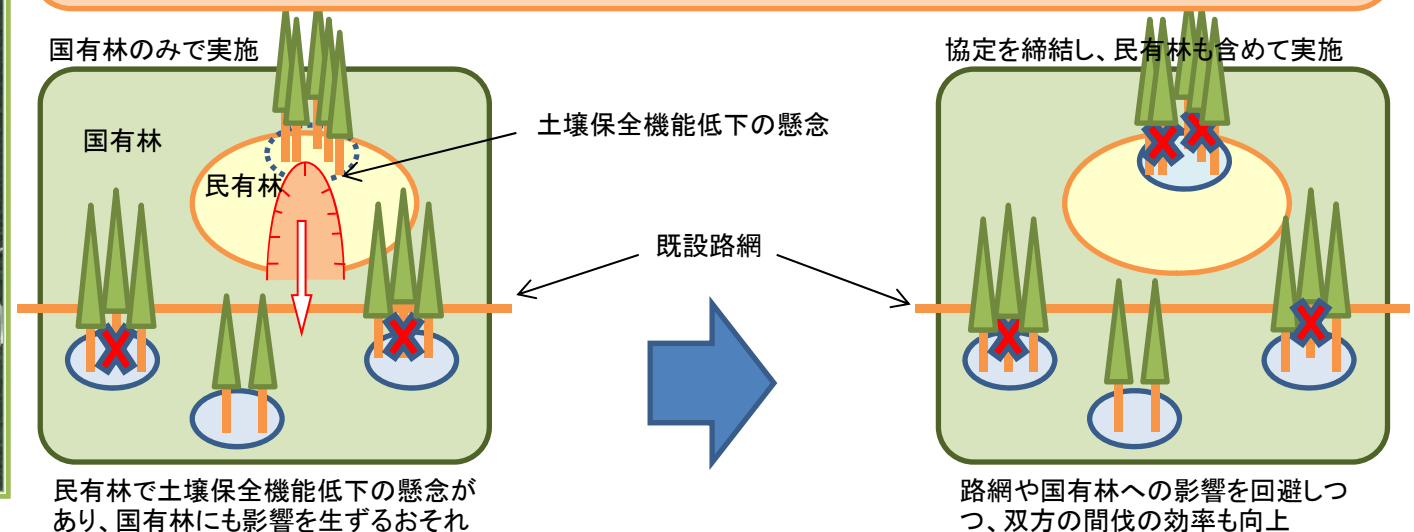 国有林のみで実施
国有林
民有林
土壌保全機能低下の懸念
既設路網
民有林で土壌保全機能低下の懸念が
あり、国有林にも影響を生ずるおそれ
協定を締結し、民有林も含めて実施
路網や国有林への影響を回避しつ
つ、双方の間伐の効率も向上